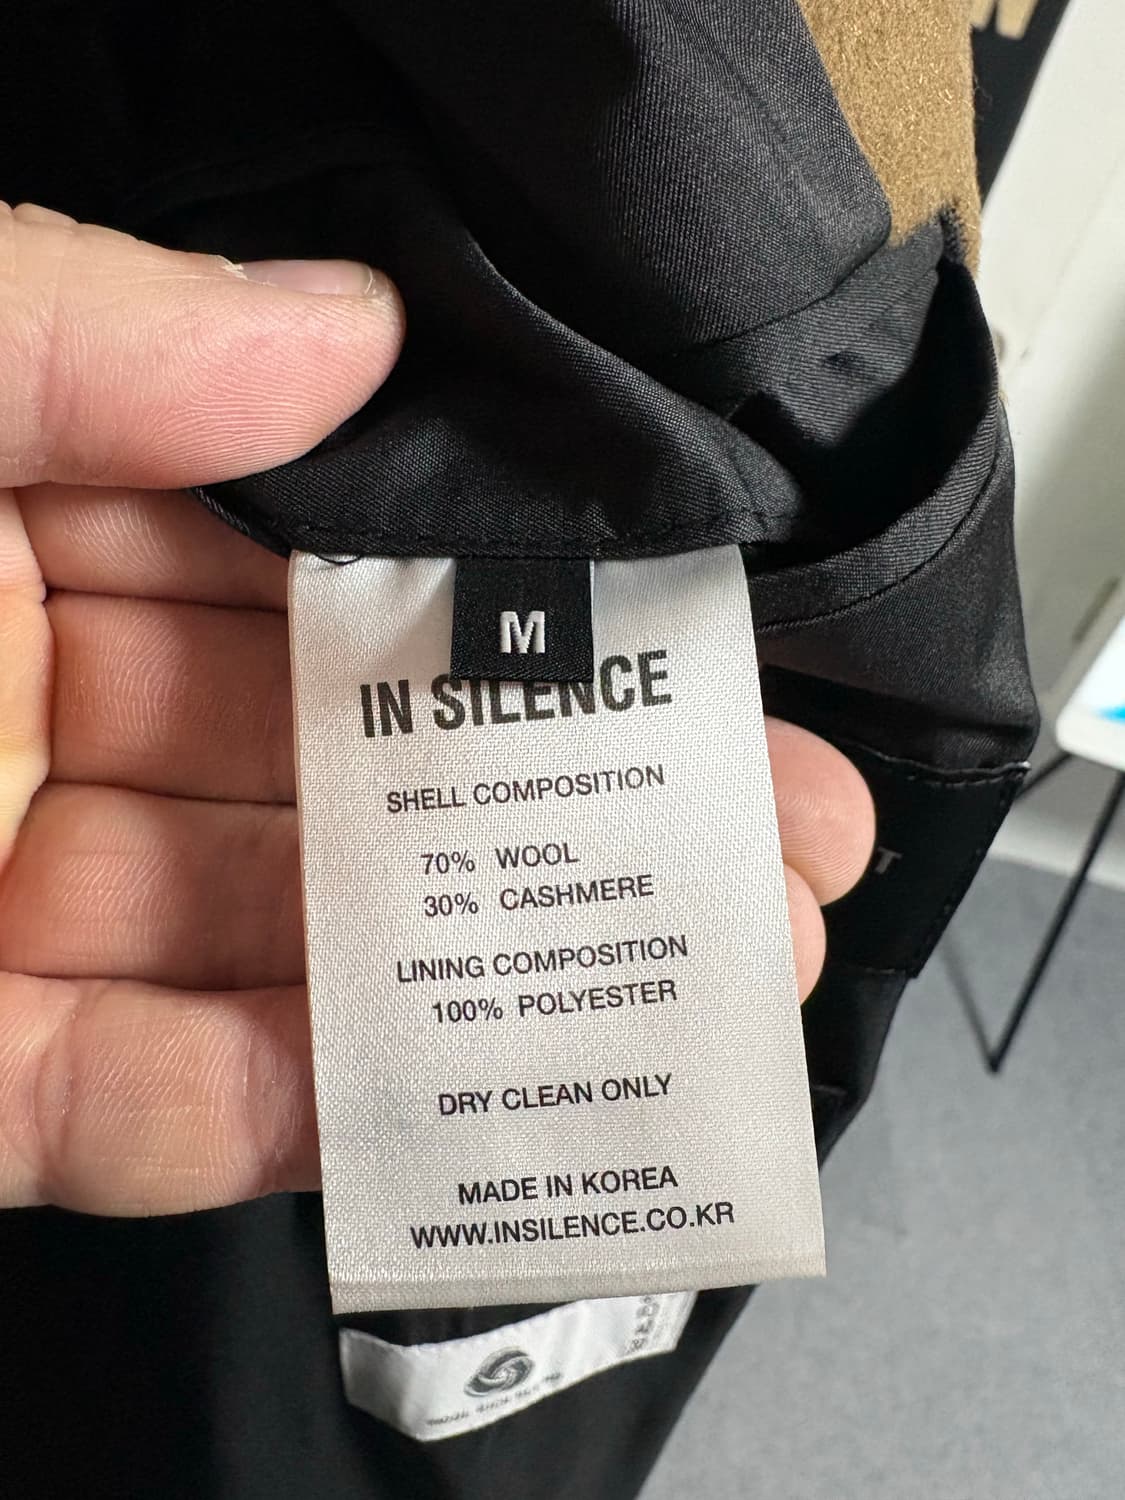 M
IN SILENCE
SHELL COMPOSITION
70% WOOL
30% CASHMERE
LINING COMPOSITION
100% POLYESTER
DRY CLEAN ONLY
MADE IN KOREA
WWW.INSILENCE.CO.KR
T